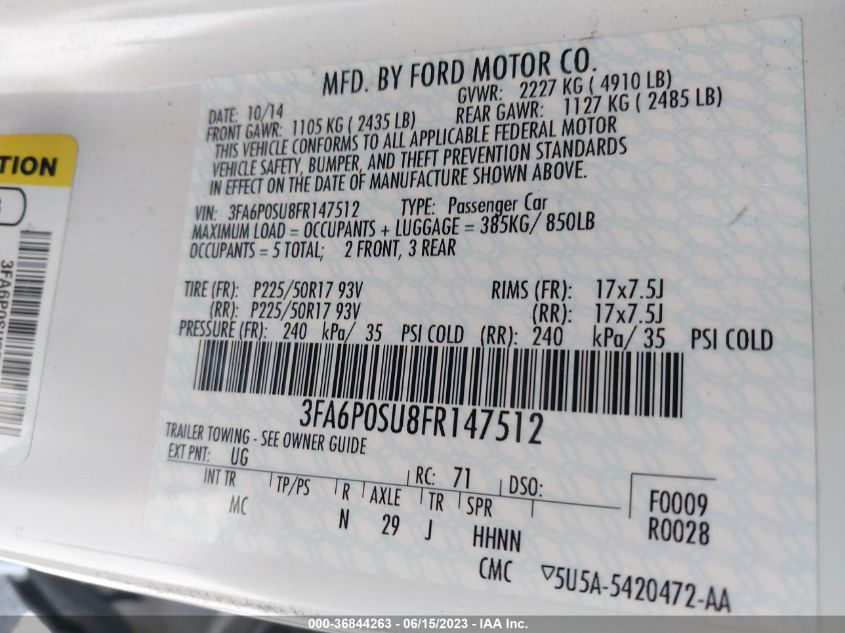 MFD. BY FORD MOTOR CO.
DATE: 10/14 GVWR: 2227 KG ( 4910 LB)
FRONT GAWR: 1105 KG ( 2435 LB) REAR GAWR: 1127 KG ( 2485 LB)
THIS VEHICLE CONFORMS TO ALL APPLICABLE FEDERAL MOTOR
VEHICLE SAFETY, BUMPER, AND THEFT PREVENTION STANDARDS
IN EFFECT ON THE DATE OF MANUFACTURE SHOWN ABOVE.
VIN: 3FA6P0SU8FR147512 TYPE: Passenger Car
MAXIMUM LOAD = OCCUPANTS + LUGGAGE = 385KG/ 850LB
OCCUPANTS = 5 TOTAL; 2 FRONT, 3 REAR
TIRE (FR): P225/50R17 93V RIMS (FR): 17x7.5J
(RR): P225/50R17 93V (RR): 17x7.5J
PRESSURE (FR): 240 kPa/ 35 PSI COLD (RR): 240 kPa/ 35 PSI COLD
3FA6P0SU8FR147512
TRAILER TOWING - SEE OWNER GUIDE
EXT PNT: UG RC: 71 DSO:
INT TR TP/PS R AXLE TR SPR F0009
MC N 29 J HHNN R0028
CMC ▽5U5A-5420472-AA
TION
000-36844263 - 06/15/2023 - IAA Inc.